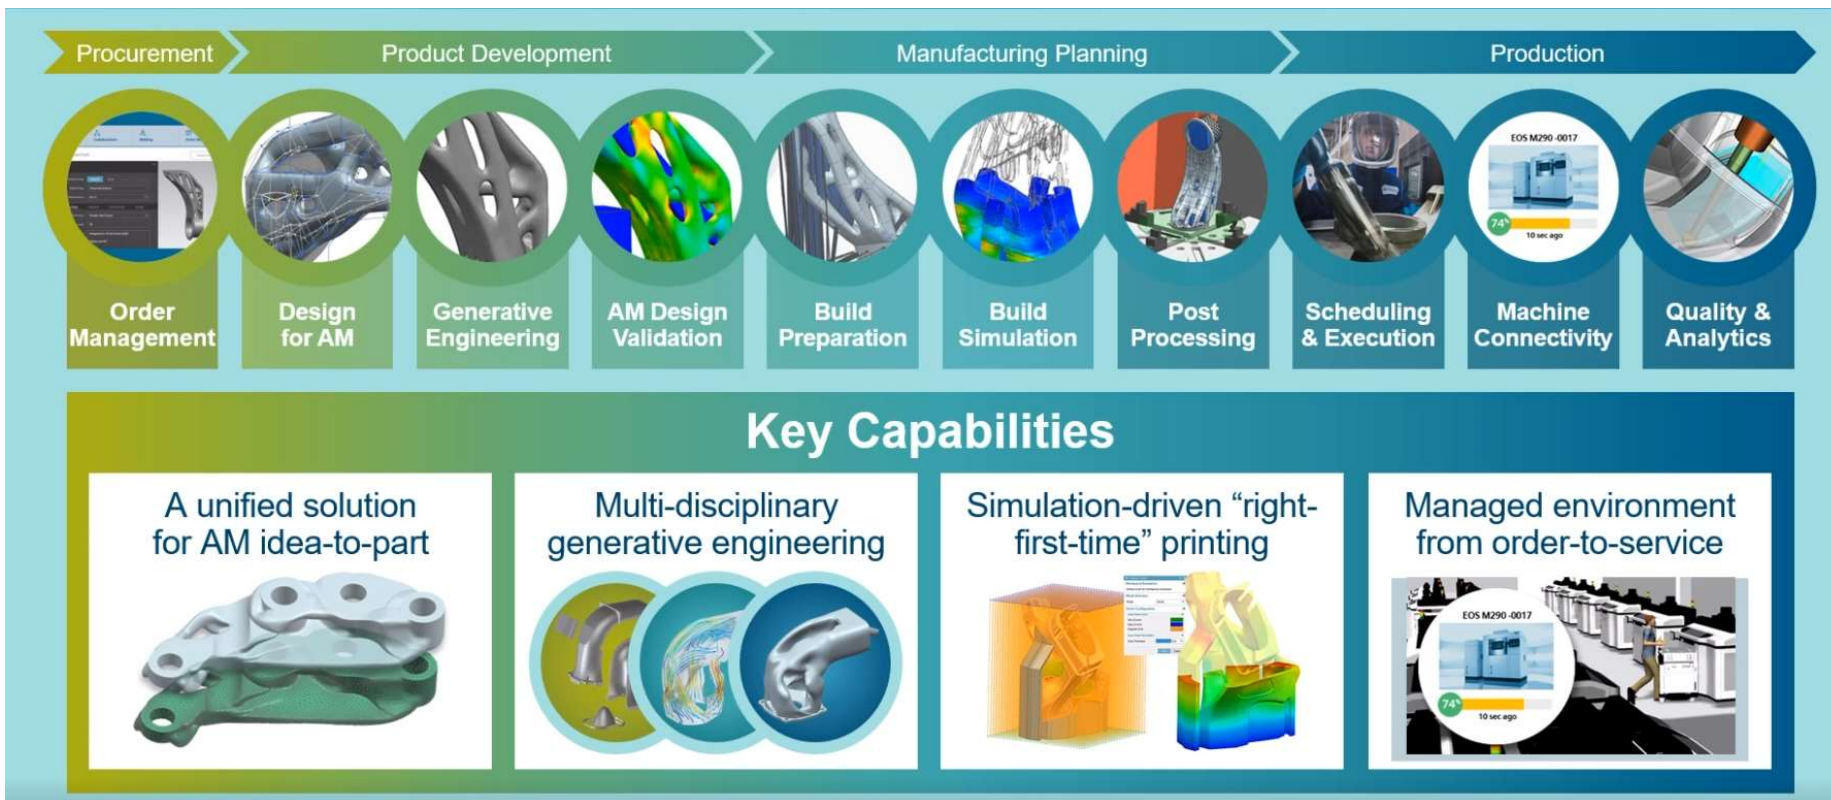 Procurement
Product Development
Manufacturing Planning
Production
EOS M290 -0017
74%
10 sec ago
Order
Management
Design
for AM
Generative
Engineering
AM Design
Validation
Build
Preparation
Build
Simulation
Post
Processing
Scheduling
& Execution
Machine
Connectivity
Quality &
Analytics
Key Capabilities
A unified solution
for AM idea-to-part
Multi-disciplinary
generative engineering
Simulation-driven “right-
first-time” printing
Managed environment
from order-to-service
EOS M290 -0017
74%
10 sec ago